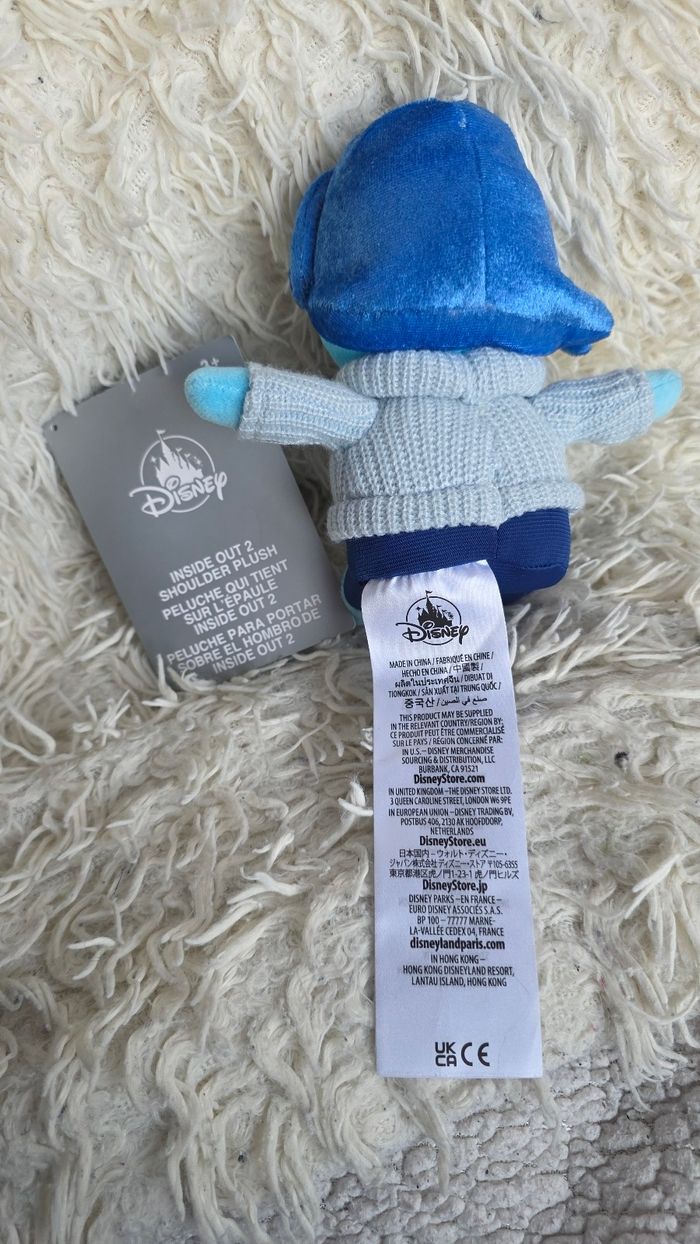 3+
Disney
INSIDE OUT 2
SHOULDER PLUSH
PELUCHE QUI TIENT
SUR L'ÉPAULE
INSIDE OUT 2
PELUCHE PARA PORTAR
SOBRE EL HOMBRO DE
INSIDE OUT 2
Disney
MADE IN CHINA / FABRIQUÉ EN CHINE /
HECHO EN CHINA / 中國製 /
ผลิตในประเทศจีน / DIBUAT DI
TIONGKOK / SẢN XUẤT TẠI TRUNG QUỐC /
중국산 / صنع في الصين
THIS PRODUCT MAY BE SUPPLIED
IN THE RELEVANT COUNTRY/REGION BY:
CE PRODUIT PEUT ÊTRE COMMERCIALISÉ
SUR LE PAYS / RÉGION CONCERNÉ PAR:
IN U.S.– DISNEY MERCHANDISE
SOURCING & DISTRIBUTION, LLC
BURBANK, CA 91521
DisneyStore.com
IN UNITED KINGDOM –THE DISNEY STORE LTD.
3 QUEEN CAROLINE STREET, LONDON W6 9PE
IN EUROPEAN UNION –DISNEY TRADING BV,
POSTBUS 406, 2130 AK HOOFDDORP,
NETHERLANDS
DisneyStore.eu
日本国内 – ウォルト・ディズニー・
ジャパン株式会社ディズニーストア 〒105-6355
東京都港区虎ノ門1-23-1 虎ノ門ヒルズ
DisneyStore.jp
DISNEY PARKS –EN FRANCE –
EURO DISNEY ASSOCIÉS S.A.S.
BP 100 – 77777 MARNE-
LA-VALLÉE CEDEX 04, FRANCE
disneylandparis.com
IN HONG KONG –
HONG KONG DISNEYLAND RESORT,
LANTAU ISLAND, HONG KONG
UK
CA CE